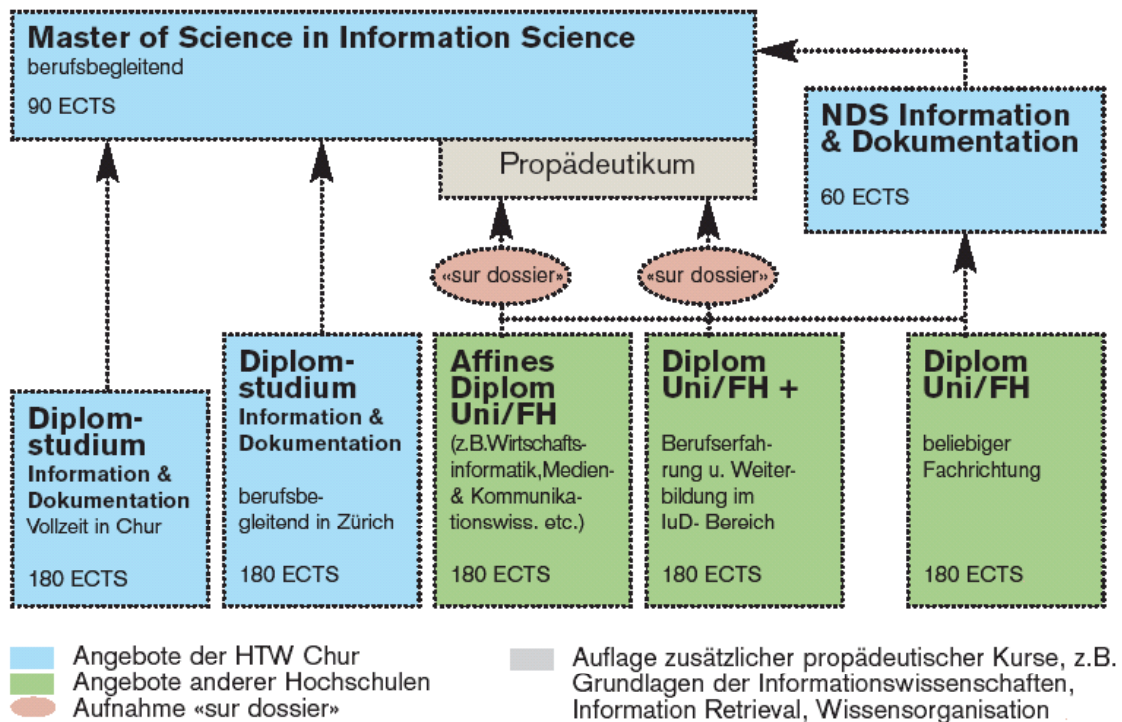 Master of Science in Information Science
berufsbegleitend
90 ECTS
NDS Information
& Dokumentation
60 ECTS
Propädeutikum
«sur dossier»
«sur dossier»
Diplom-
studium
Information &
Dokumentation
Vollzeit in Chur
180 ECTS
Diplom-
studium
Information &
Dokumentation
berufsbe-
gleitend in Zürich
180 ECTS
Affines
Diplom
Uni/FH
(z.B.Wirtschafts-
informatik,Medien-
& Kommunika-
tionswiss. etc.)
180 ECTS
Diplom
Uni/FH +
Berufserfah-
rung u. Weiter-
bildung im
IuD- Bereich
180 ECTS
Diplom
Uni/FH
beliebiger
Fachrichtung
180 ECTS
Angebote der HTW Chur
Angebote anderer Hochschulen
Aufnahme «sur dossier»
Auflage zusätzlicher propädeutischer Kurse, z.B.
Grundlagen der Informationswissenschaften,
Information Retrieval, Wissensorganisation